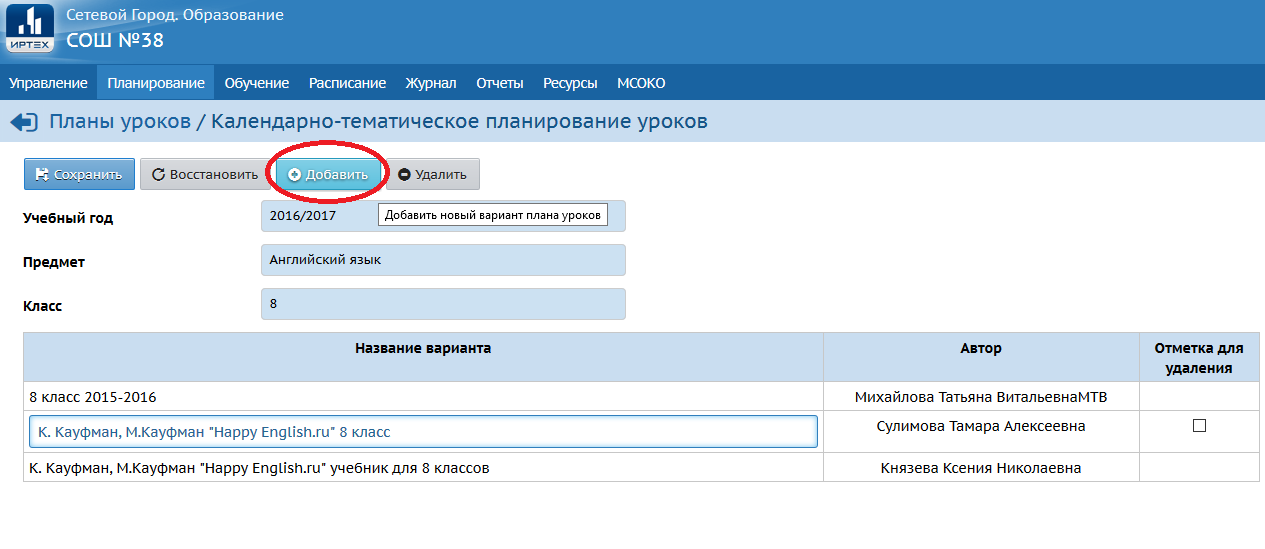 ИРТЕХ
Сетевой Город. Образование
СОШ №38
Управление Планирование Обучение Расписание Журнал Отчеты Ресурсы МСОКО
Планы уроков / Календарно-тематическое планирование уроков
Сохранить Восстановить Добавить Удалить
Учебный год 2016/2017 Добавить новый вариант плана уроков
Предмет Английский язык
Класс 8
Название варианта Автор Отметка для
удаления
8 класс 2015-2016 Михайлова Татьяна ВитальевнаМТВ
К. Кауфман, М.Кауфман "Happy English.ru" 8 класс Сулимова Тамара Алексеевна
К. Кауфман, М.Кауфман "Happy English.ru" учебник для 8 классов Князева Ксения Николаевна